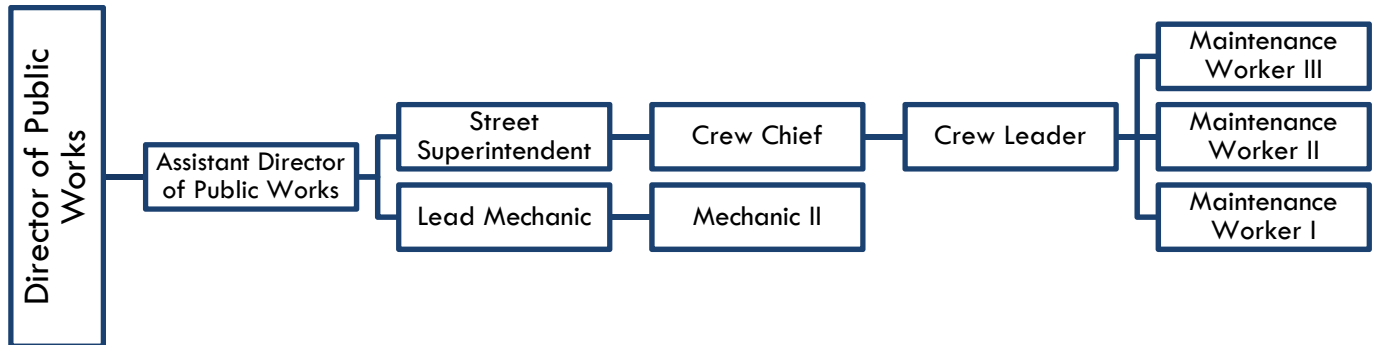 Director of Public
Works
Assistant Director
of Public Works
Street
Superintendent
Lead Mechanic
Crew Chief
Mechanic II
Crew Leader
Maintenance
Worker III
Maintenance
Worker II
Maintenance
Worker I